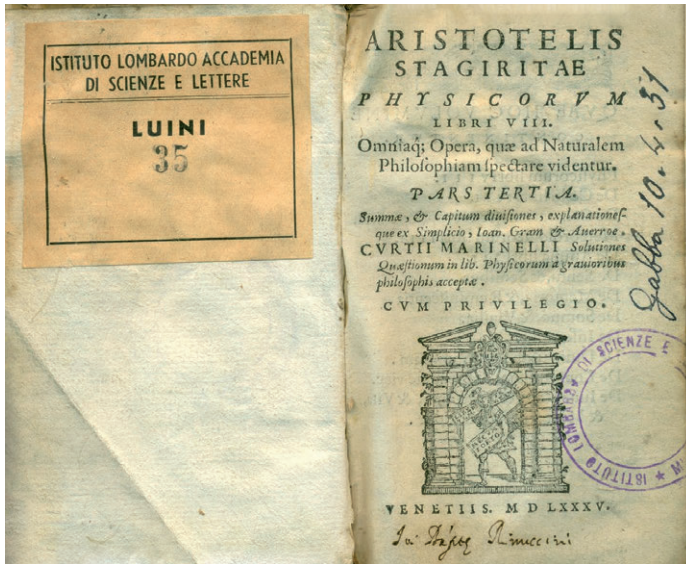 ISTITUTO LOMBARDO ACCADEMIA
DI SCIENZE E LETTERE
LUINI
35
ARISTOTELIS
STAGIRITAE
PHYSICORVM
LIBRI VIII.
Omniaq; Opera, quæ ad Naturalem
Philoſophiam ſpectare videntur.
PARS TERTIA.
Summæ, & Capitum diuiſiones, explanationeſ-
que ex Simplicio, Ioan. Gram & Auerroe.
CVRTII MARINELLI Solutiones
Quæſtionum in lib. Phyſicorum a grauioribus
philoſophis acceptæ.
CVM PRIVILEGIO.
VENETIIS. MDLXXXV.
Gabba 10.4.31
ISTITUTO LOMBARDO DI SCIENZE E